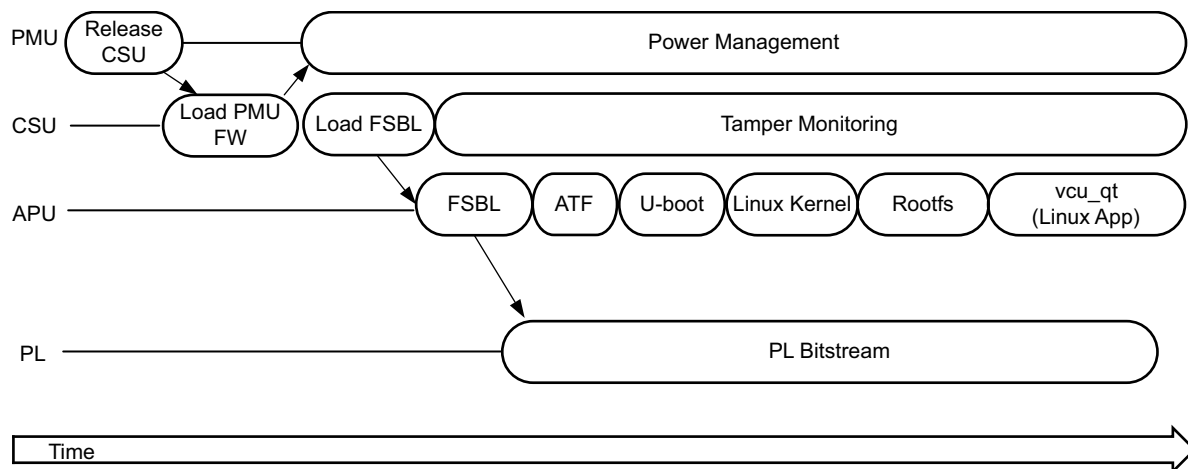 PMU
Release
CSU
Power Management
CSU
Load PMU
FW
Load FSBL
Tamper Monitoring
APU
FSBL
ATF
U-boot
Linux Kernel
Rootfs
vcu_qt
(Linux App)
PL
PL Bitstream
Time